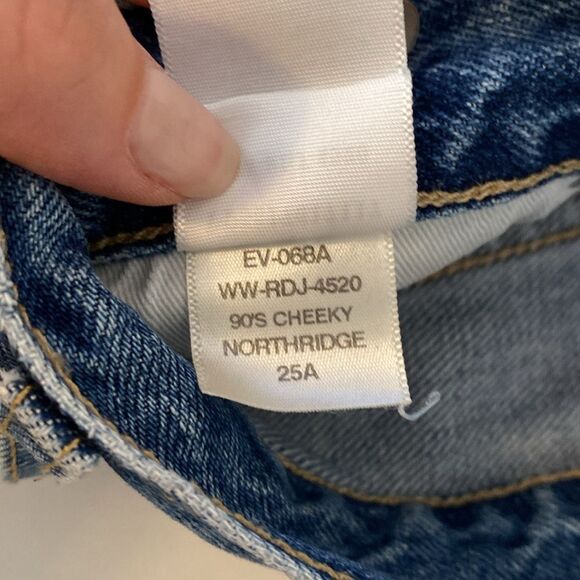 EV-068A
WW-RDJ-4520
90'S CHEEKY
NORTHRIDGE
25A